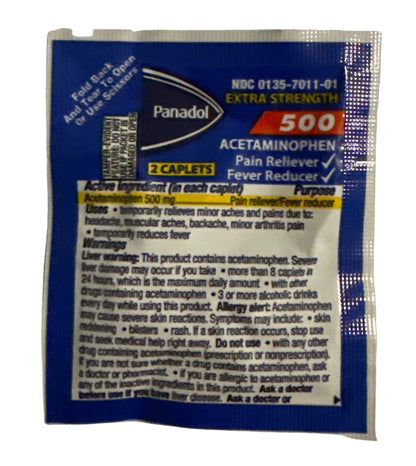 Fold Back
And Tear To Open
Or Use Scissors
Panadol
NDC 0135-7011-01
EXTRA STRENGTH
500
ACETAMINOPHEN
Pain Reliever
Fever Reducer
2 CAPLETS
Active ingredient (in each caplet) Purpose
Acetaminophen 500 mg Pain reliever/Fever reducer
Uses • temporarily relieves minor aches and pains due to:
headache, muscular aches, backache, minor arthritis pain
• temporarily reduces fever
Warnings
Liver warning: This product contains acetaminophen. Severe
liver damage may occur if you take • more than 8 caplets in
24 hours, which is the maximum daily amount • with other
drugs containing acetaminophen • 3 or more alcoholic drinks
every day while using this product. Allergy alert: Acetaminophen
may cause severe skin reactions. Symptoms may include: • skin
reddening • blisters • rash. If a skin reaction occurs, stop use
and seek medical help right away. Do not use • with any other
drug containing acetaminophen (prescription or nonprescription).
If you are not sure whether a drug contains acetaminophen, ask
a doctor or pharmacist. • if you are allergic to acetaminophen or
any of the inactive ingredients in this product. Ask a doctor
before use if you have liver disease. Ask a doctor or